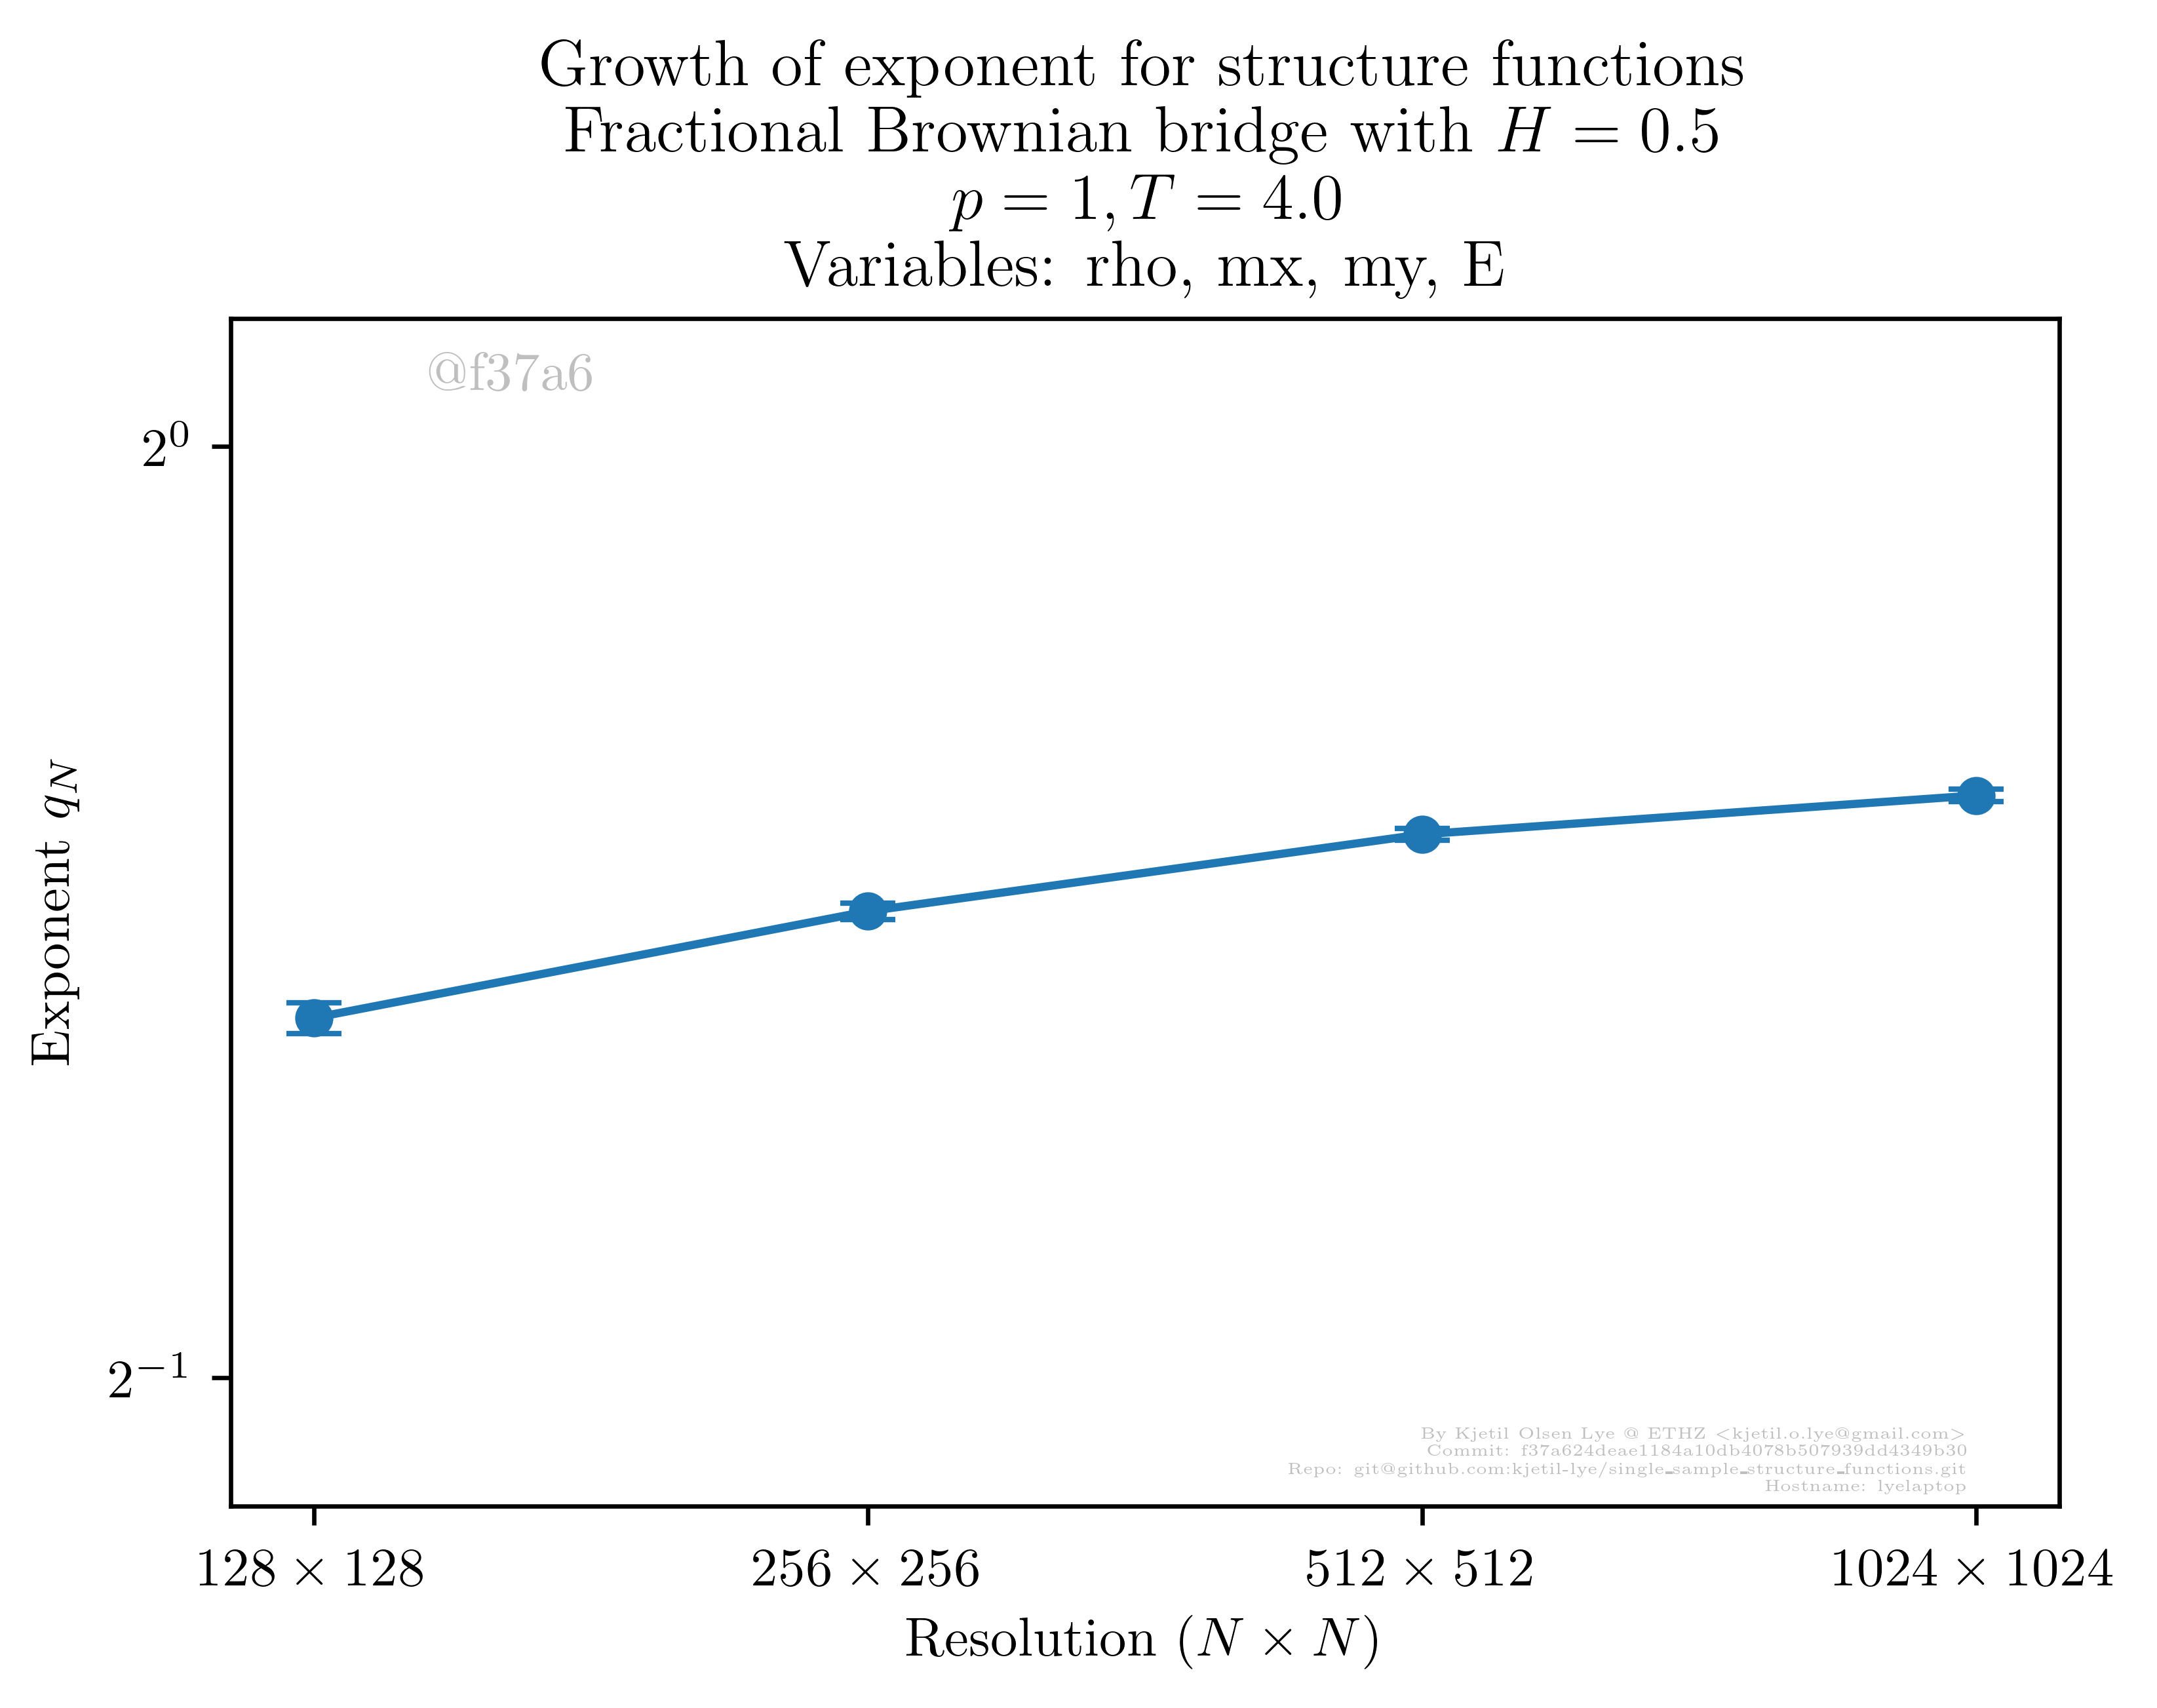 Growth of exponent for structure functions
Fractional Brownian bridge with H = 0.5
p = 1, T = 4.0
Variables: rho, mx, my, E
@f37a6
2⁰
Exponent q_N
2⁻¹
By Kjetil Olsen Lye @ ETHZ <kjetil.o.lye@gmail.com>
Commit: f37a624deae1184a10db4078b507939dd4349b30
Repo: git@github.com:kjetil-lye/single_sample_structure_functions.git
Hostname: lyelaptop
128 × 128 256 × 256 512 × 512 1024 × 1024
Resolution (N × N)